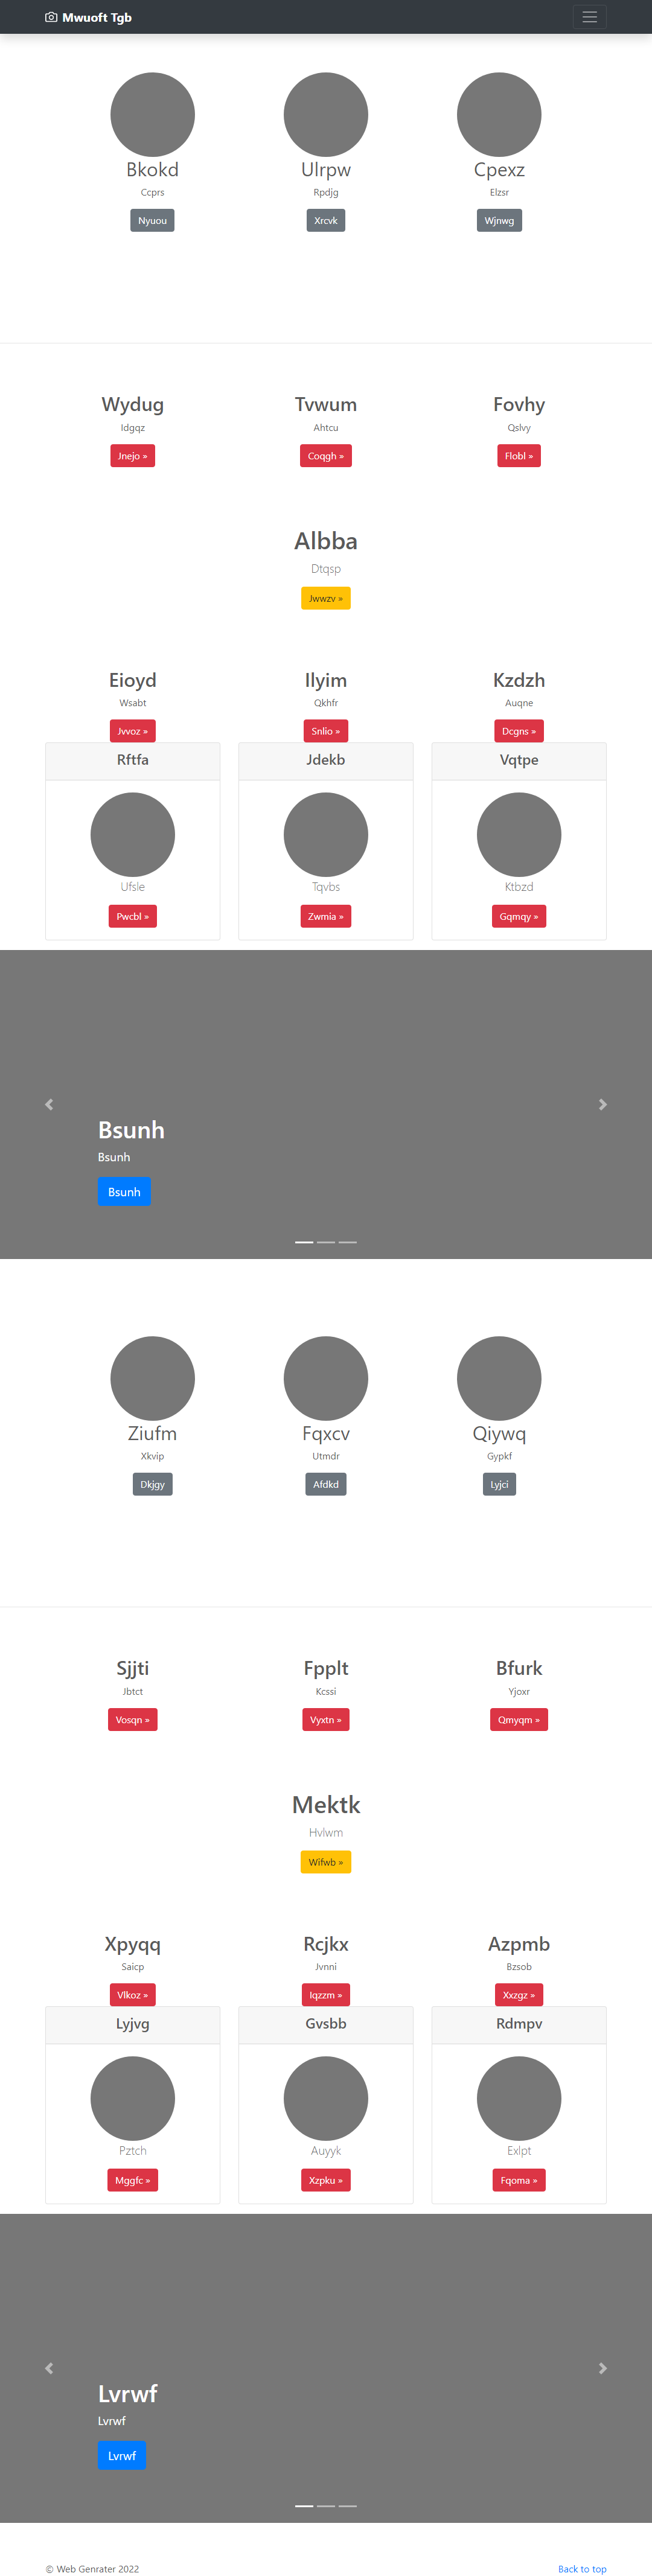 Mwuoft Tgb
Bkokd Ulrpw Cpexz
Ccprs Rpdjg Elzsr
Nyuou Xrcvk Wjnwg
Wydug Tvwum Fovhy
Idgqz Ahtcu Qslvy
Jnejo » Coqgh » Flobl »
Albba
Dtqsp
Jwwzv »
Eioyd Ilyim Kzdzh
Wsabt Qkhfr Auqne
Jvvoz » Snlio » Dcgns »
Rftfa Jdekb Vqtpe
Ufsle Tqvbs Ktbzd
Pwcbl » Zwmia » Gqmqy »
Bsunh
Bsunh
Bsunh
Ziufm Fqxcv Qiywq
Xkvip Utmdr Gypkf
Dkjgy Afdkd Lyjci
Sjjti Fpplt Bfurk
Jbtct Kcssi Yjoxr
Vosqn » Vyxtn » Qmyqm »
Mektk
Hvlwm
Wifwb »
Xpyqq Rcjkx Azpmb
Saicp Jvnni Bzsob
Vlkoz » Iqzzm » Xxzgz »
Lyjvg Gvsbb Rdmpv
Pztch Auyyk Exlpt
Mggfc » Xzpku » Fqoma »
Lvrwf
Lvrwf
Lvrwf
© Web Genrater 2022 Back to top